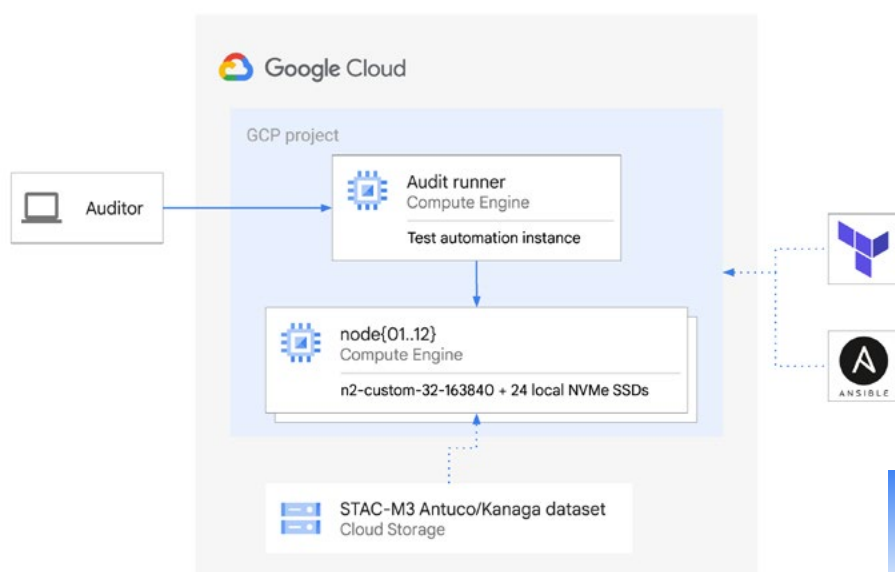 Google Cloud
GCP project
Audit runner
Compute Engine
Test automation instance
Auditor
node{01..12}
Compute Engine
n2-custom-32-163840 + 24 local NVMe SSDs
ANSIBLE
STAC-M3 Antuco/Kanaga dataset
Cloud Storage